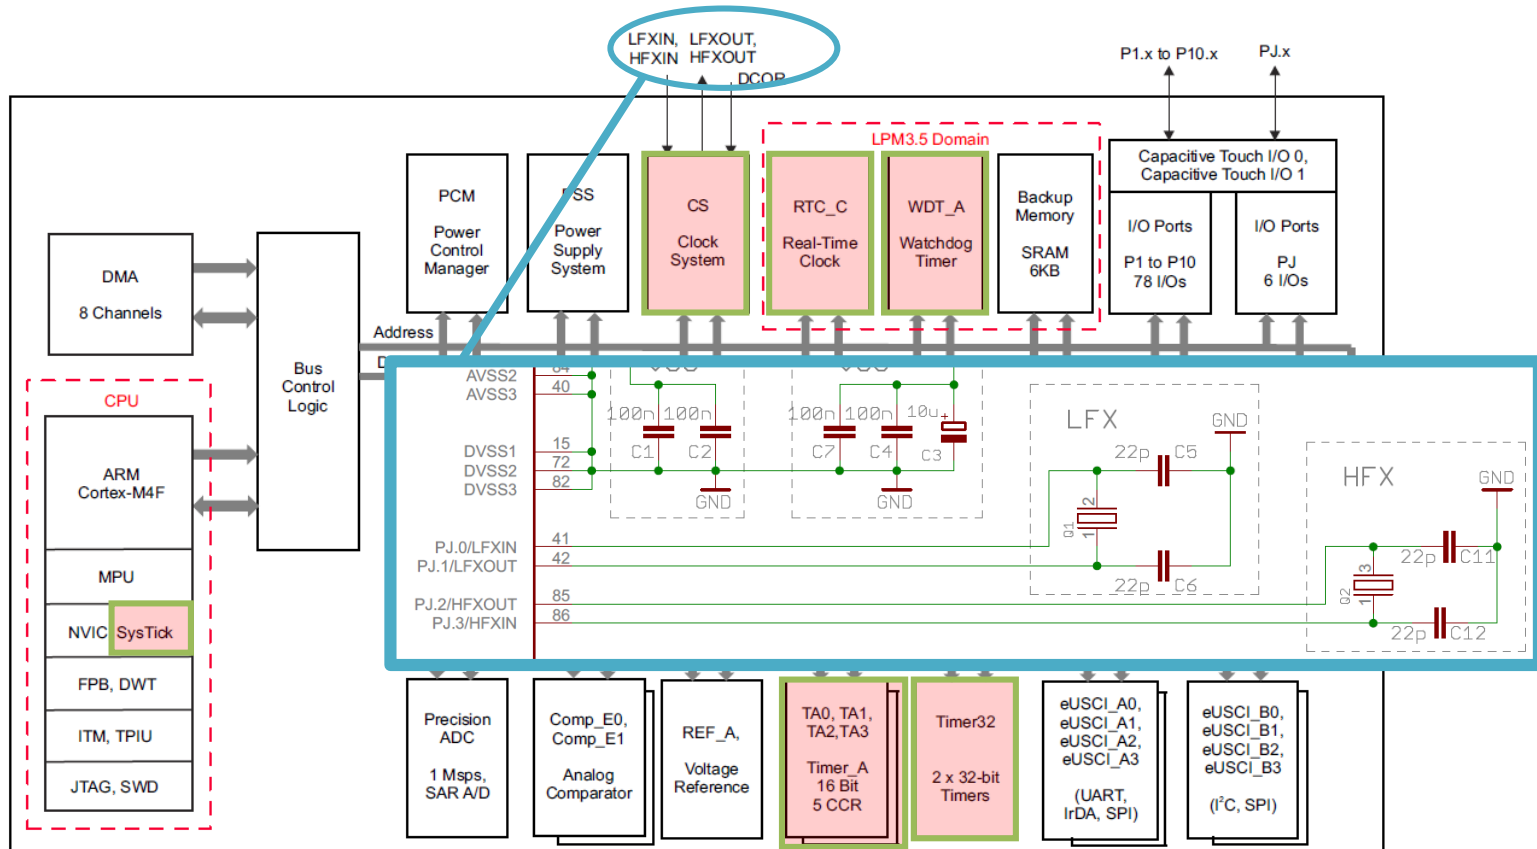 LFXIN, LFXOUT,
HFXIN HFXOUT
DCOR
P1.x to P10.x
PJ.x
LPM3.5 Domain
PCM
Power
Control
Manager
Power
Supply
System
CS
Clock
System
RTC_C
Real-Time
Clock
WDT_A
Watchdog
Timer
Backup
Memory
SRAM
6KB
Capacitive Touch I/O 0,
Capacitive Touch I/O 1
I/O Ports
P1 to P10
78 I/Os
I/O Ports
PJ
6 I/Os
DMA
8 Channels
Bus
Control
Logic
Address
CPU
ARM
Cortex-M4F
MPU
NVIC, SysTick
FPB, DWT
ITM, TPIU
JTAG, SWD
AVSS2
AVSS3 40
DVSS1 15
DVSS2 72
DVSS3 82
PJ.0/LFXIN 41
PJ.1/LFXOUT 42
PJ.2/HFXOUT 85
PJ.3/HFXIN 86
100n 100n
C1 C2
GND
100n 100n 10u+
C7 C4 C3
GND
LFX
GND
22p C5
Q1 2 1
22p C6
HFX
GND
22p C11
Q2 3 1
22p C12
Precision
ADC
1 Msps,
SAR A/D
Comp_E0,
Comp_E1
Analog
Comparator
REF_A,
Voltage
Reference
TA0, TA1,
TA2,TA3
Timer_A
16 Bit
5 CCR
Timer32
2 x 32-bit
Timers
eUSCI_A0,
eUSCI_A1,
eUSCI_A2,
eUSCI_A3
(UART,
IrDA, SPI)
eUSCI_B0,
eUSCI_B1,
eUSCI_B2,
eUSCI_B3
(I²C, SPI)